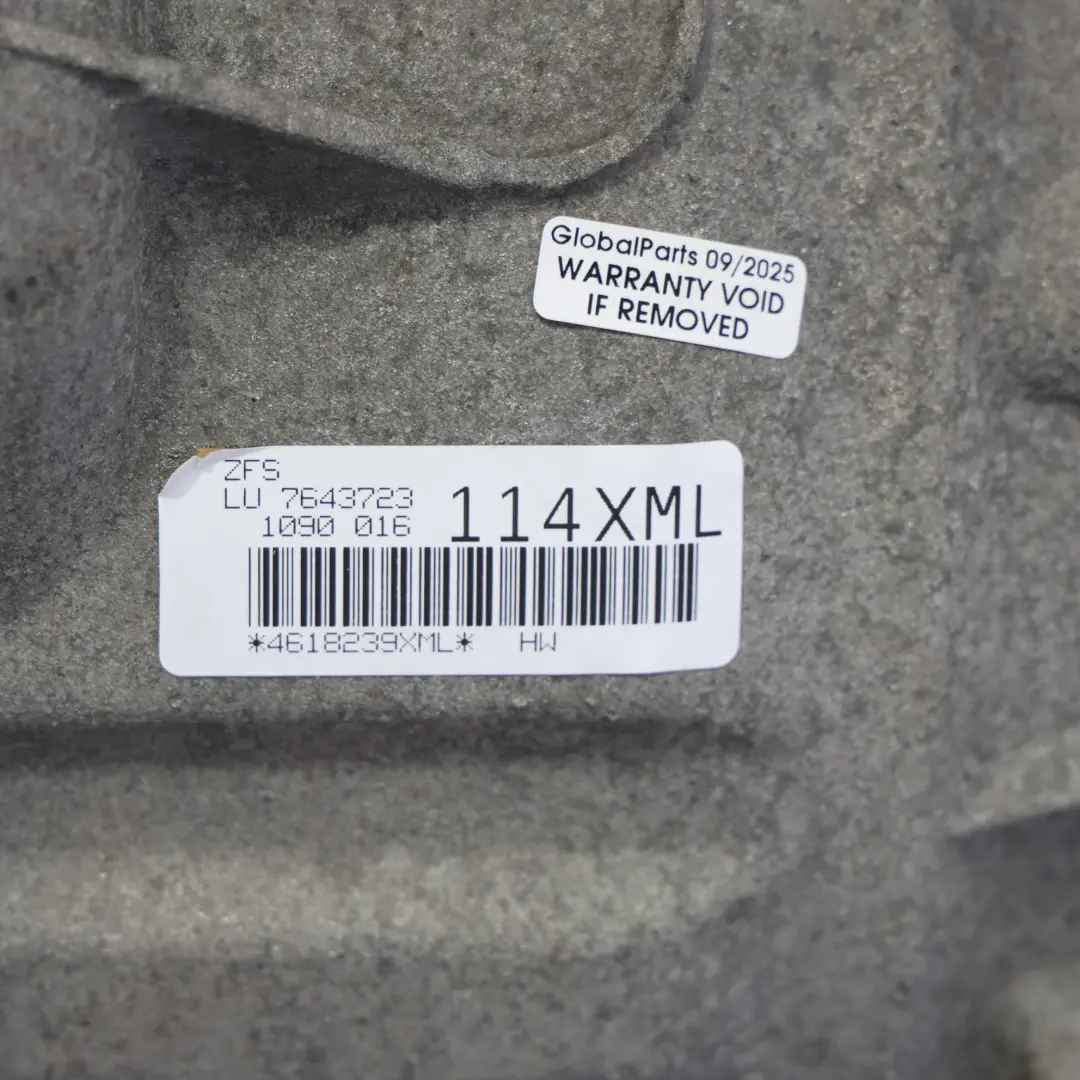 GlobalParts 09/2025
WARRANTY VOID
IF REMOVED
ZFS
LU 7643723
1090 016
114XML
*4618239XML* HW